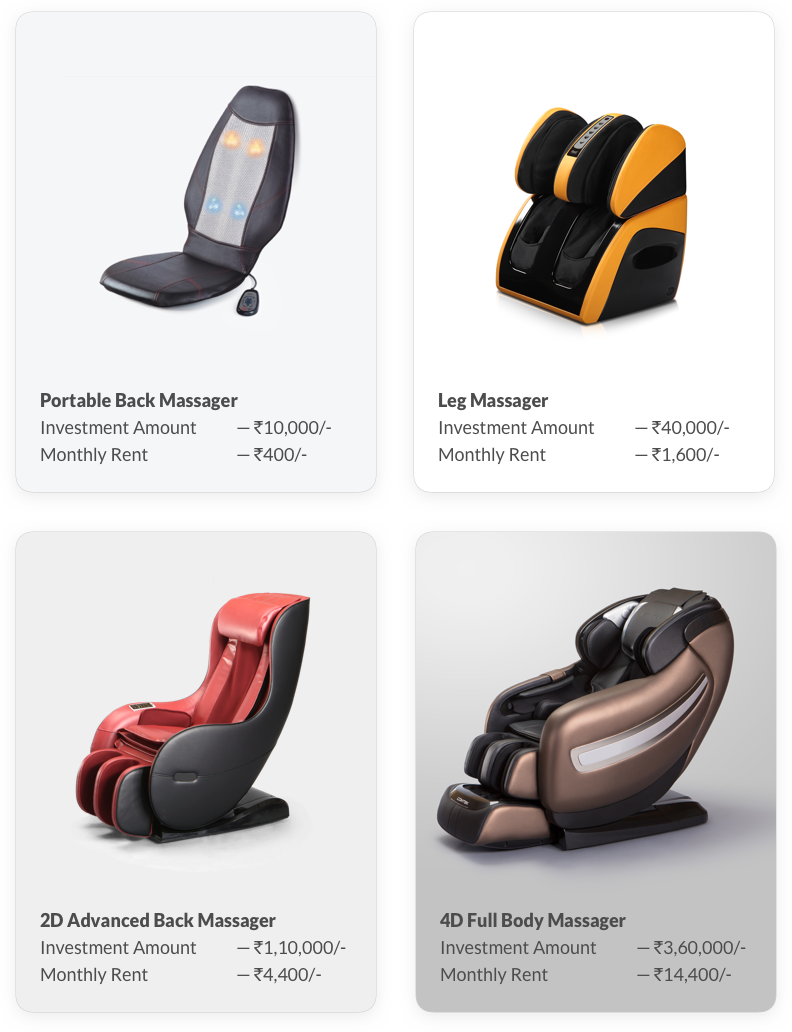 Portable Back Massager
Investment Amount — ₹10,000/-
Monthly Rent — ₹400/-
Leg Massager
Investment Amount — ₹40,000/-
Monthly Rent — ₹1,600/-
2D Advanced Back Massager
Investment Amount — ₹1,10,000/-
Monthly Rent — ₹4,400/-
4D Full Body Massager
Investment Amount — ₹3,60,000/-
Monthly Rent — ₹14,400/-